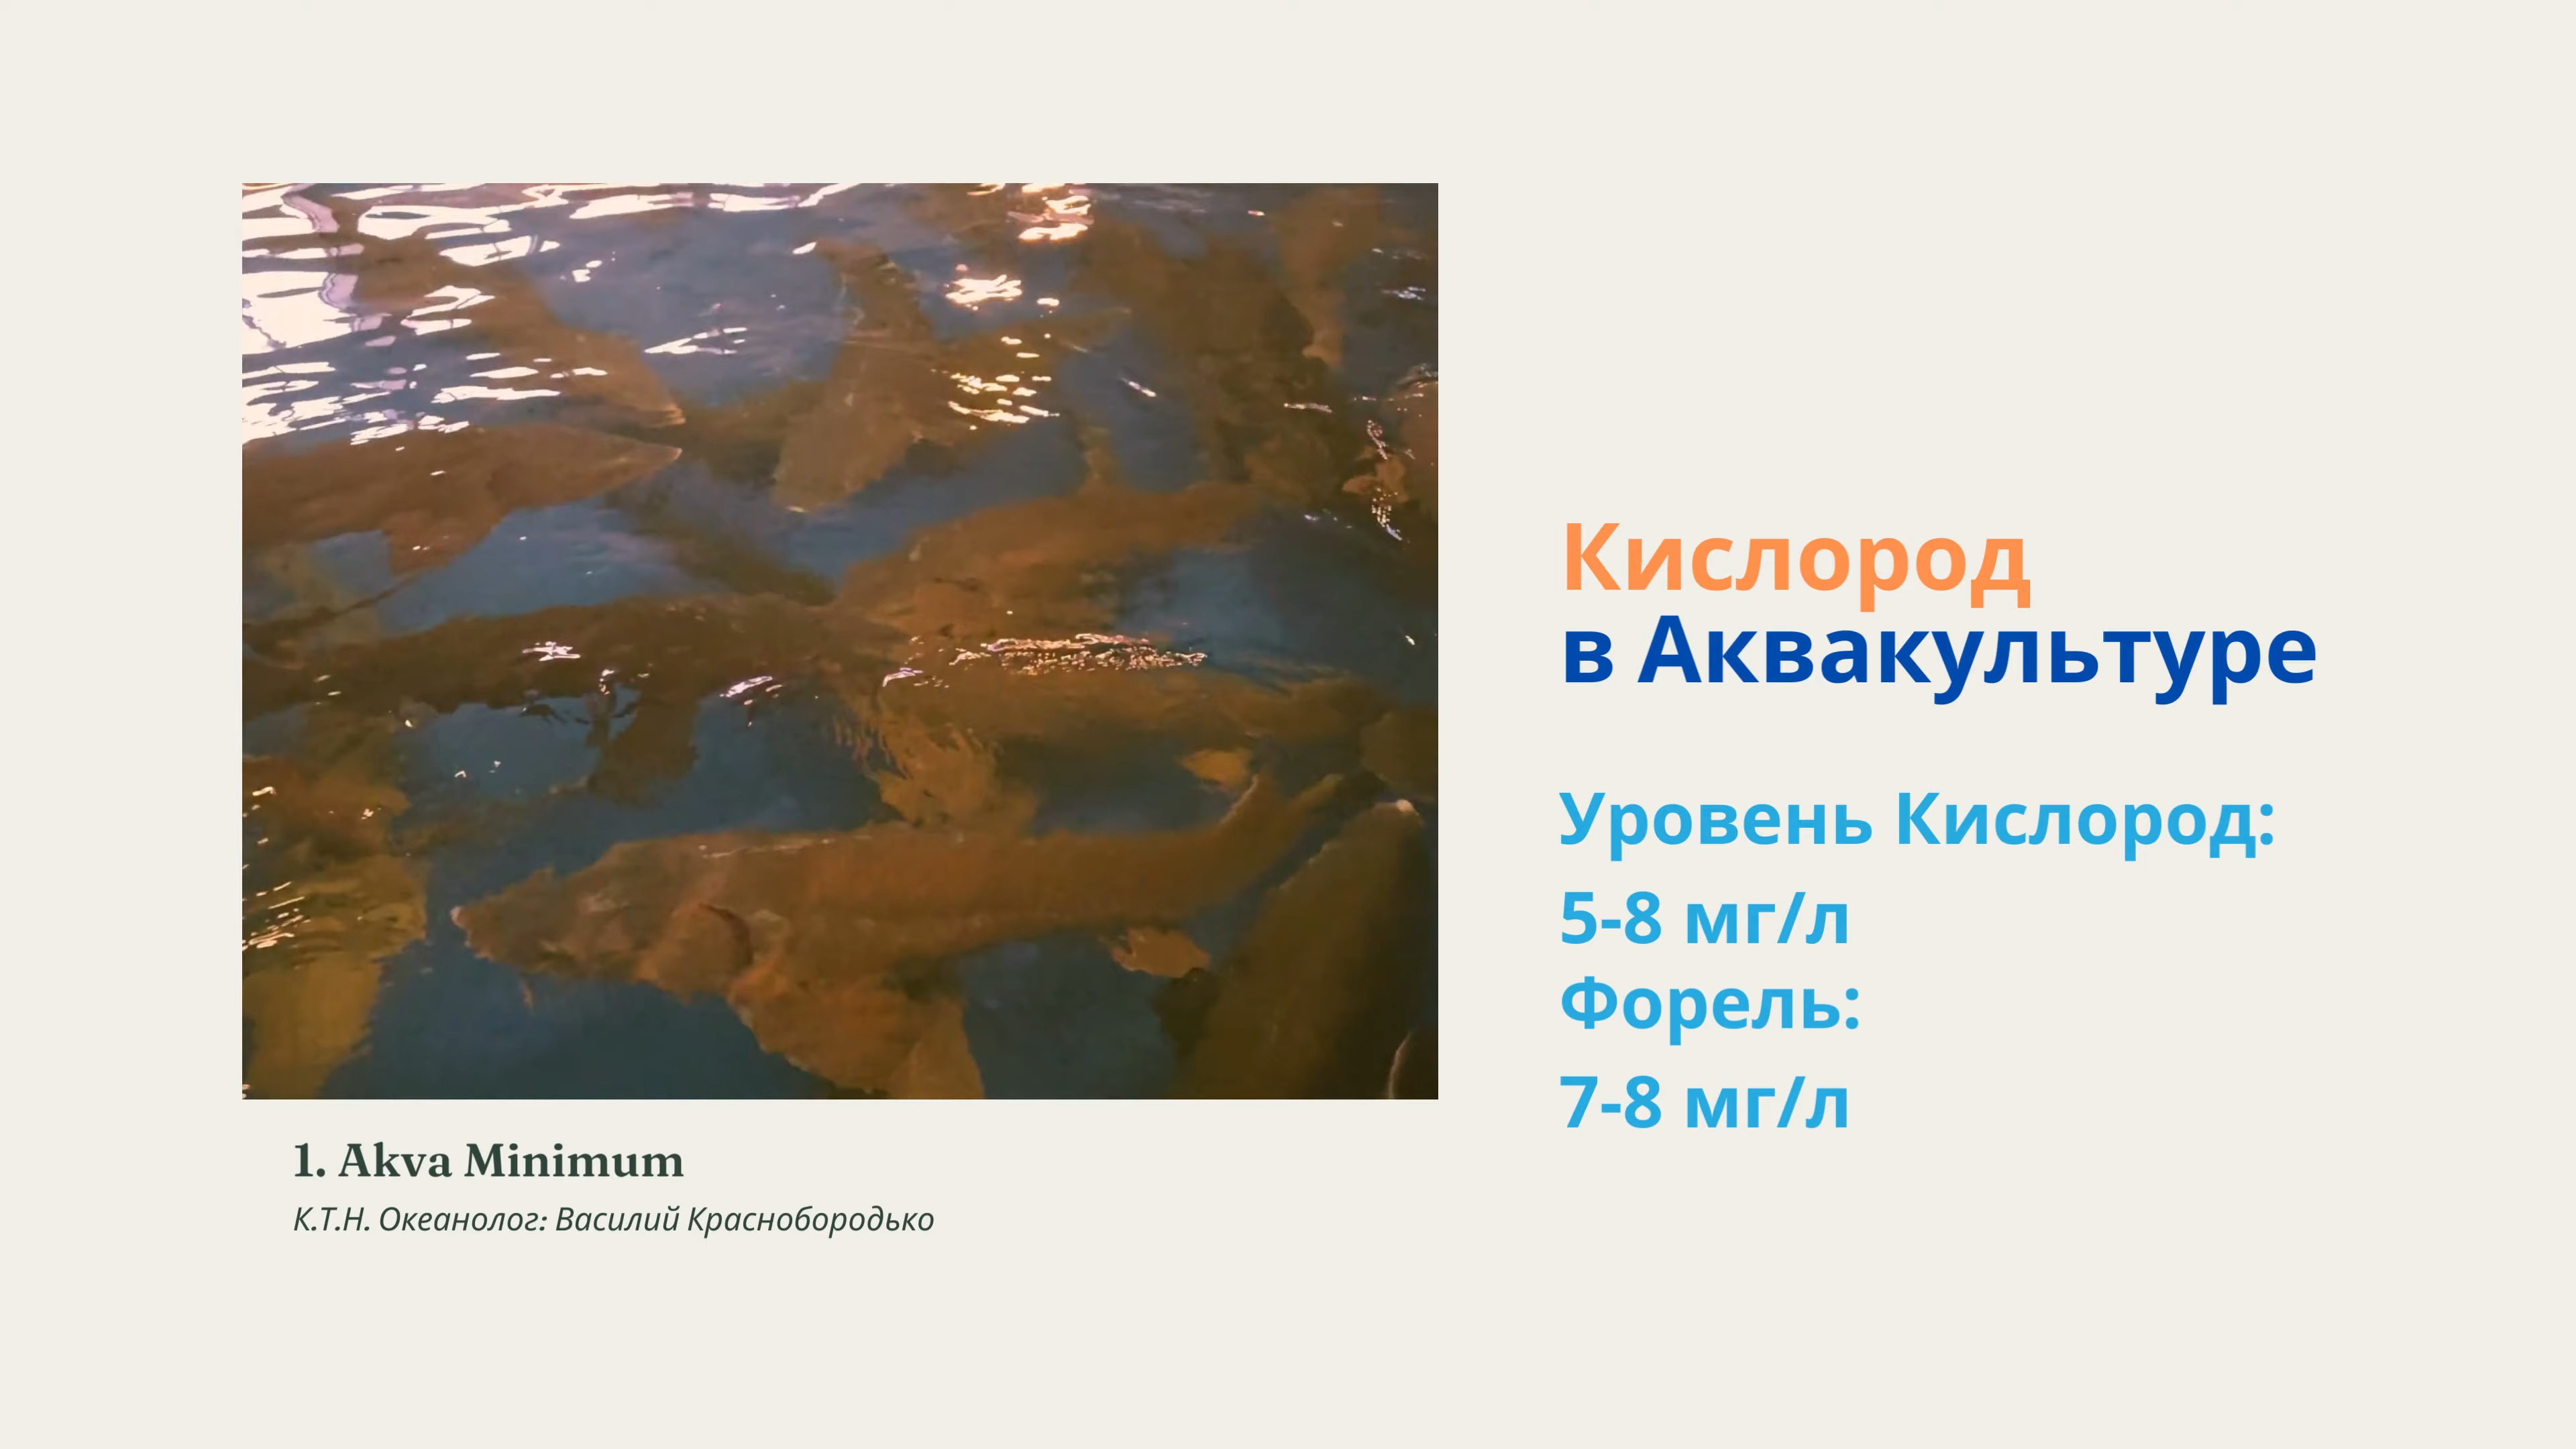 Кислород
в Аквакультуре
Уровень Кислород:
5-8 мг/л
Форель:
7-8 мг/л
1. Akva Minimum
К.Т.Н. Океанолог: Василий Краснобородько